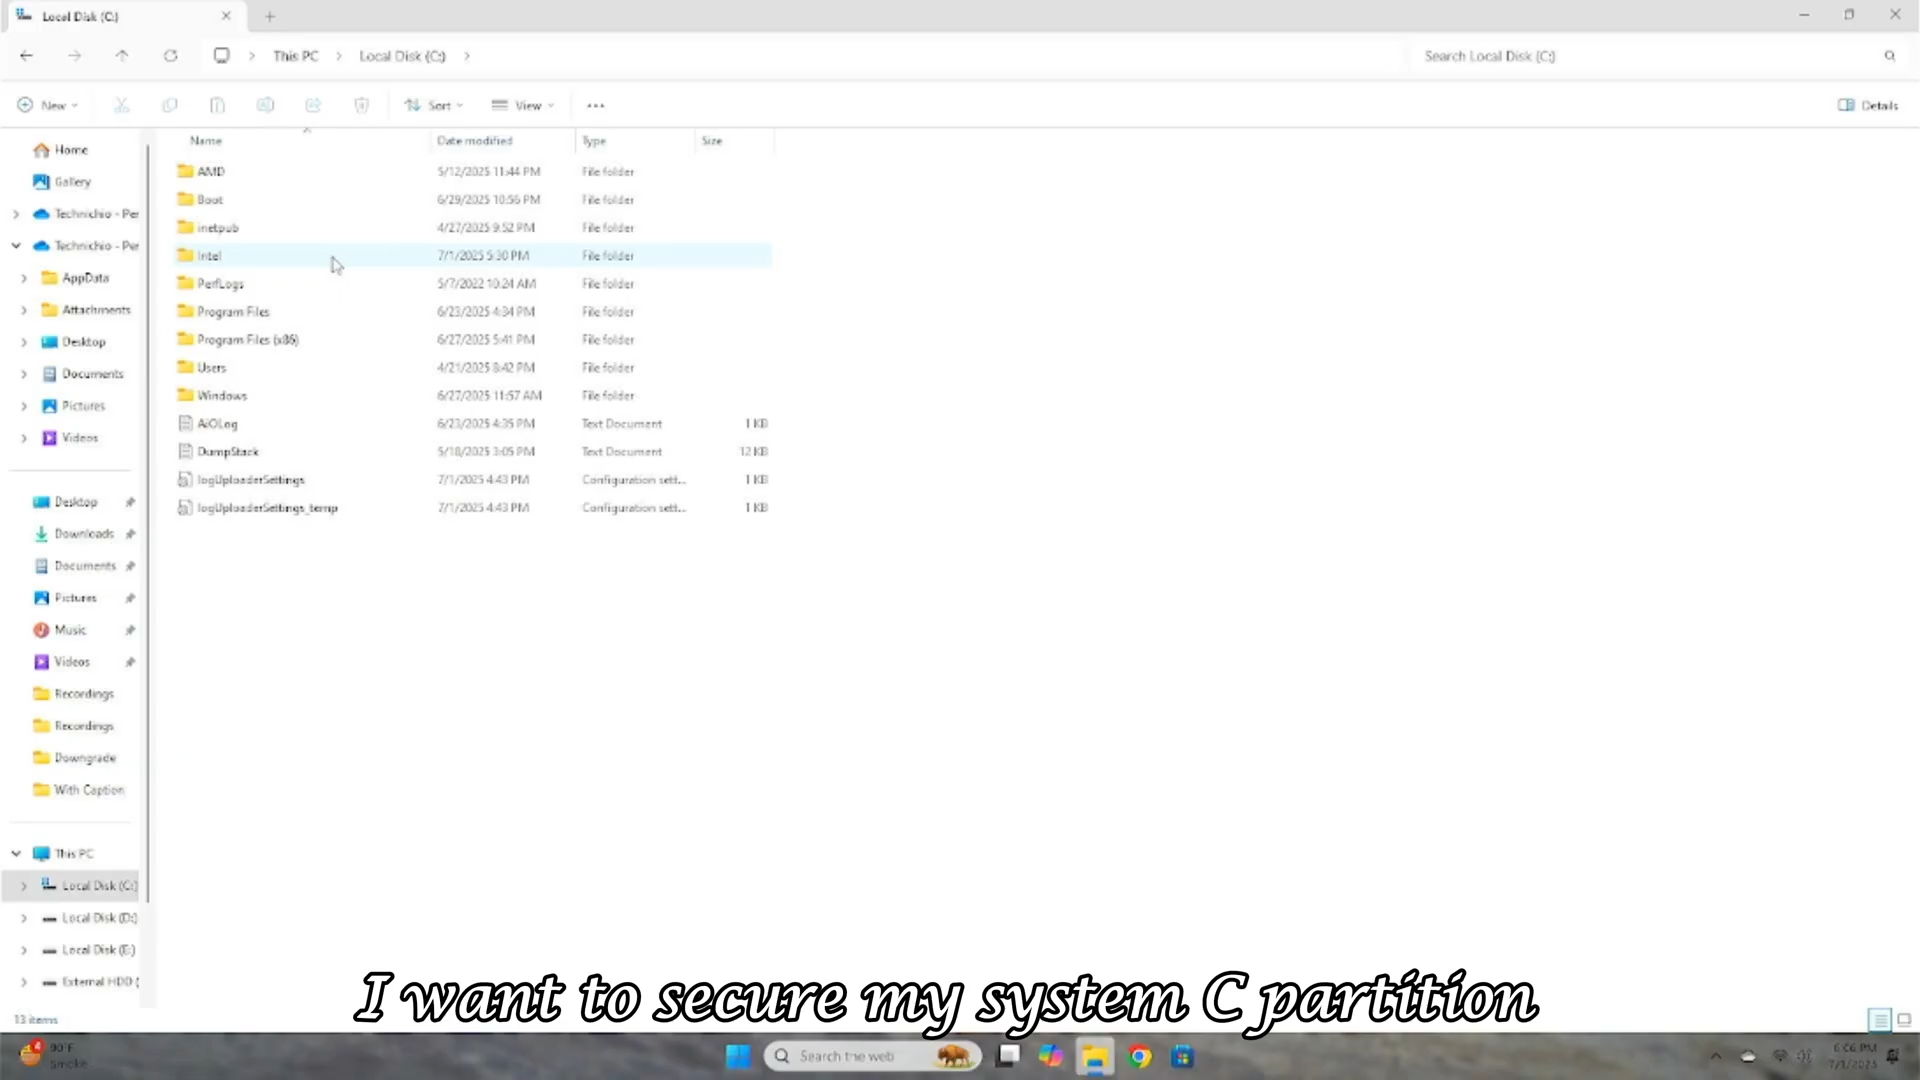 Local Disk (C:)
This PC > Local Disk (C:) >
Search Local Disk (C:)
New
Sort
View
Details
Name Date modified Type Size
AMD 5/12/2025 11:44 PM File folder
Boot 6/29/2025 10:56 PM File folder
inetpub 4/27/2025 9:52 PM File folder
Intel 7/1/2025 5:30 PM File folder
PerfLogs 5/7/2022 10:24 AM File folder
Program Files 6/23/2025 4:34 PM File folder
Program Files (x86) 6/27/2025 5:41 PM File folder
Users 4/21/2025 8:42 PM File folder
Windows 6/27/2025 11:57 AM File folder
AiOLog 6/23/2025 4:35 PM Text Document 1 KB
DumpStack 5/18/2025 3:05 PM Text Document 12 KB
logUploaderSettings 7/1/2025 4:43 PM Configuration sett... 1 KB
logUploaderSettings_temp 7/1/2025 4:43 PM Configuration sett... 1 KB
Home
Gallery
Technichio - Per
Technichio - Per
AppData
Attachments
Desktop
Documents
Pictures
Videos
Desktop
Downloads
Documents
Pictures
Music
Videos
Recordings
Recordings
Downgrade
With Caption
This PC
Local Disk (C:)
Local Disk (D:)
Local Disk (E:)
External HDD (
13 items
I want to secure my system C partition
4
90°F
Smoke
Search the web
6:06 PM
7/1/2025